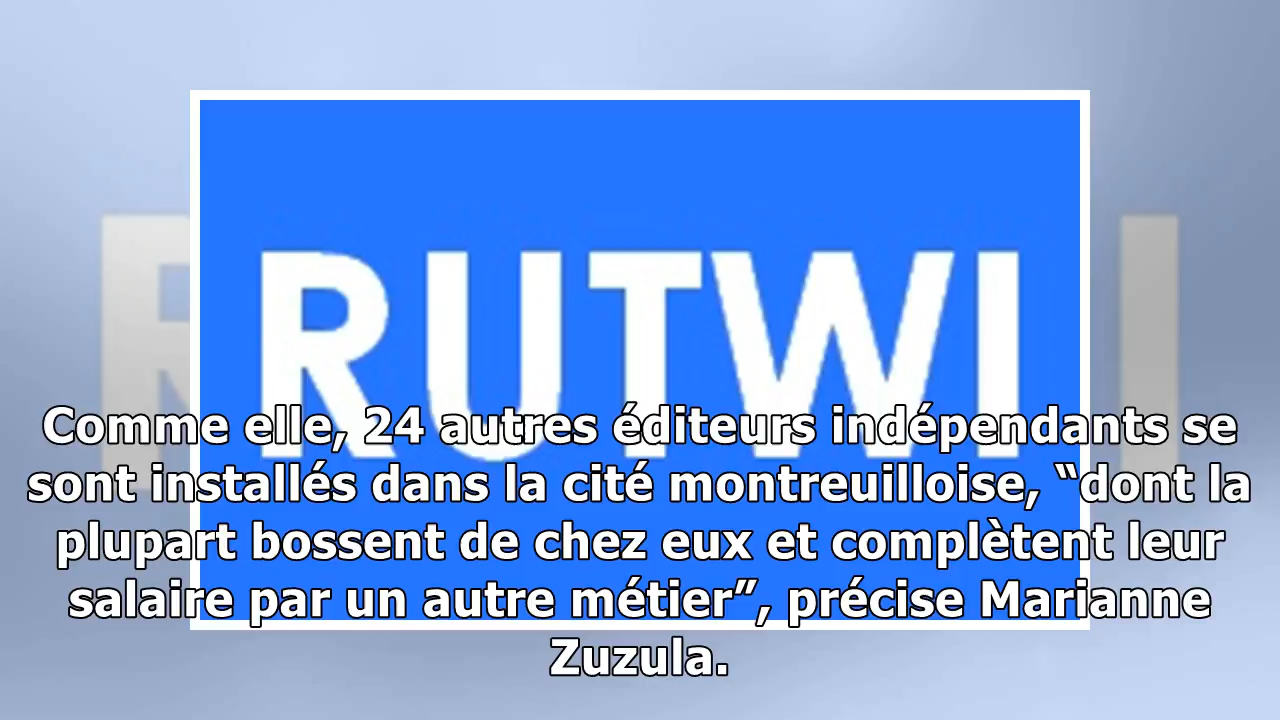 RUTWI
Comme elle, 24 autres éditeurs indépendants se
sont installés dans la cité montreuilloise, “dont la
plupart bossent de chez eux et complètent leur
salaire par un autre métier”, précise Marianne
Zuzula.